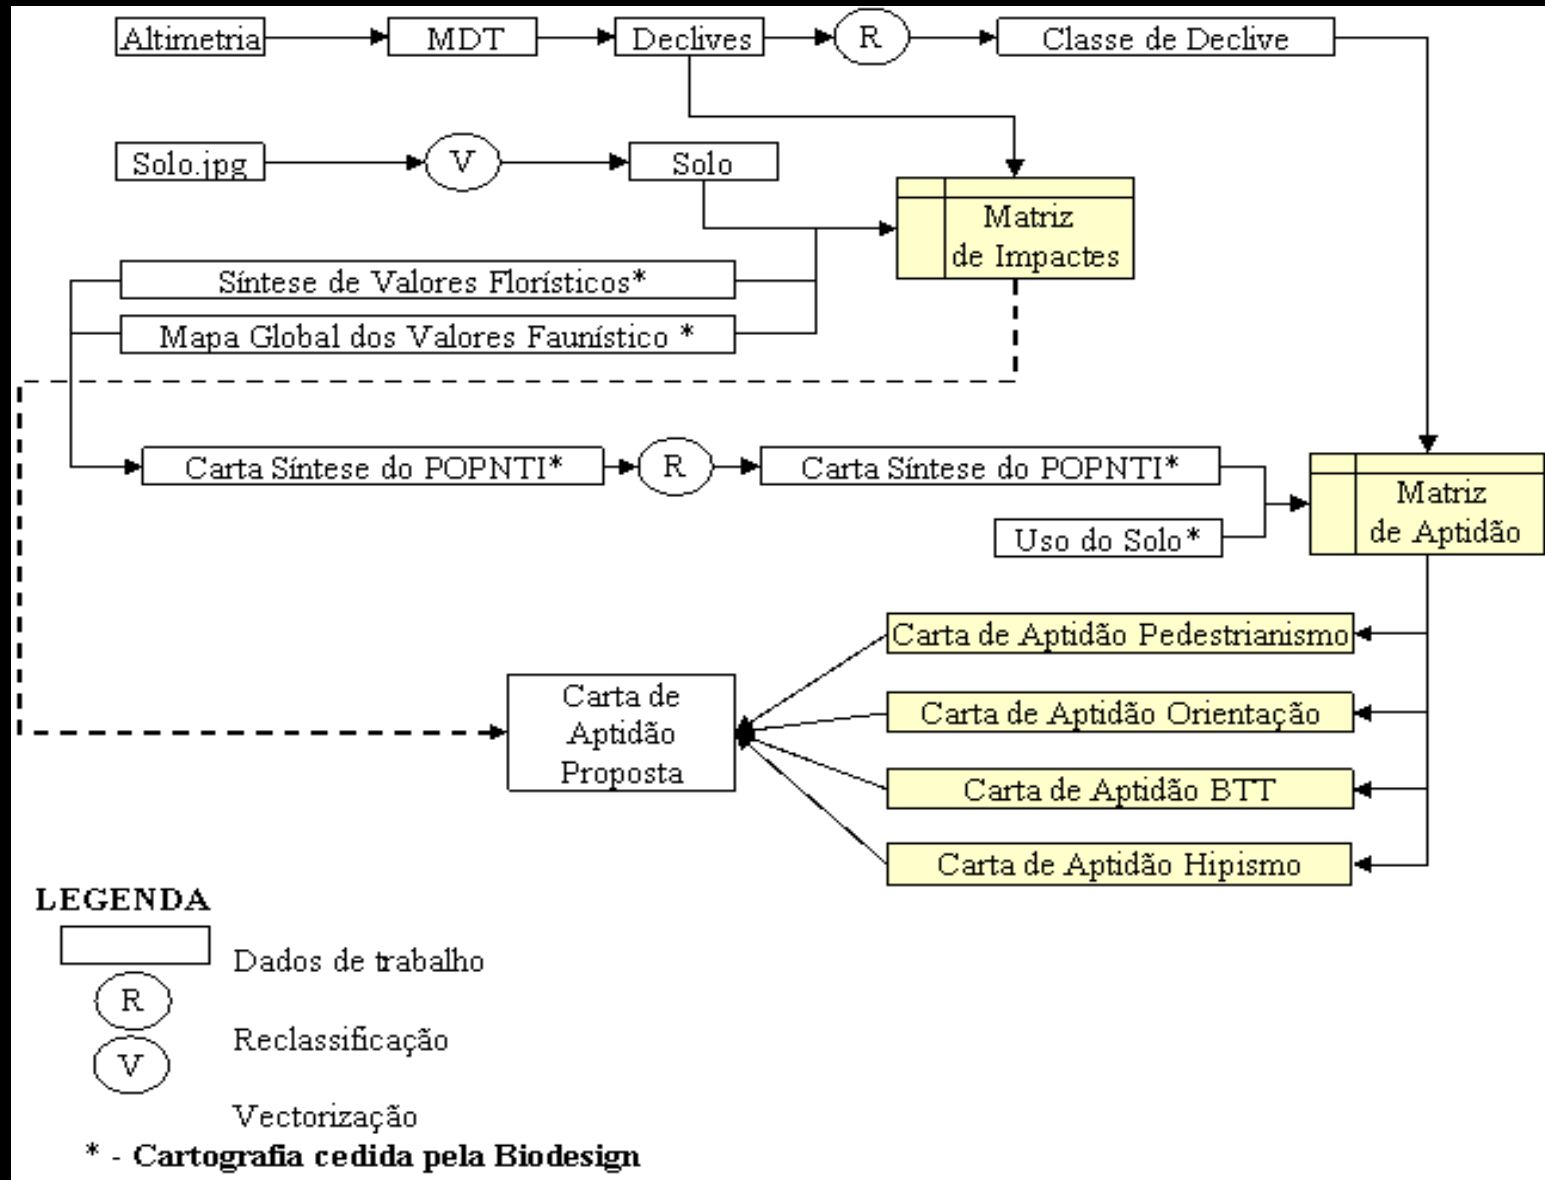 Altimetria
MDT
Declives
R
Classe de Declive
Solo.jpg
V
Solo
Matriz
de Impactes
Síntese de Valores Florísticos*
Mapa Global dos Valores Faunístico *
Carta Síntese do POPNTI*
R
Carta Síntese do POPNTI*
Matriz
de Aptidão
Uso do Solo*
Carta de Aptidão Pedestrianismo
Carta de
Aptidão
Proposta
Carta de Aptidão Orientação
Carta de Aptidão BTT
Carta de Aptidão Hipismo
LEGENDA
Dados de trabalho
R
Reclassificação
V
Vectorização
* - Cartografia cedida pela Biodesign